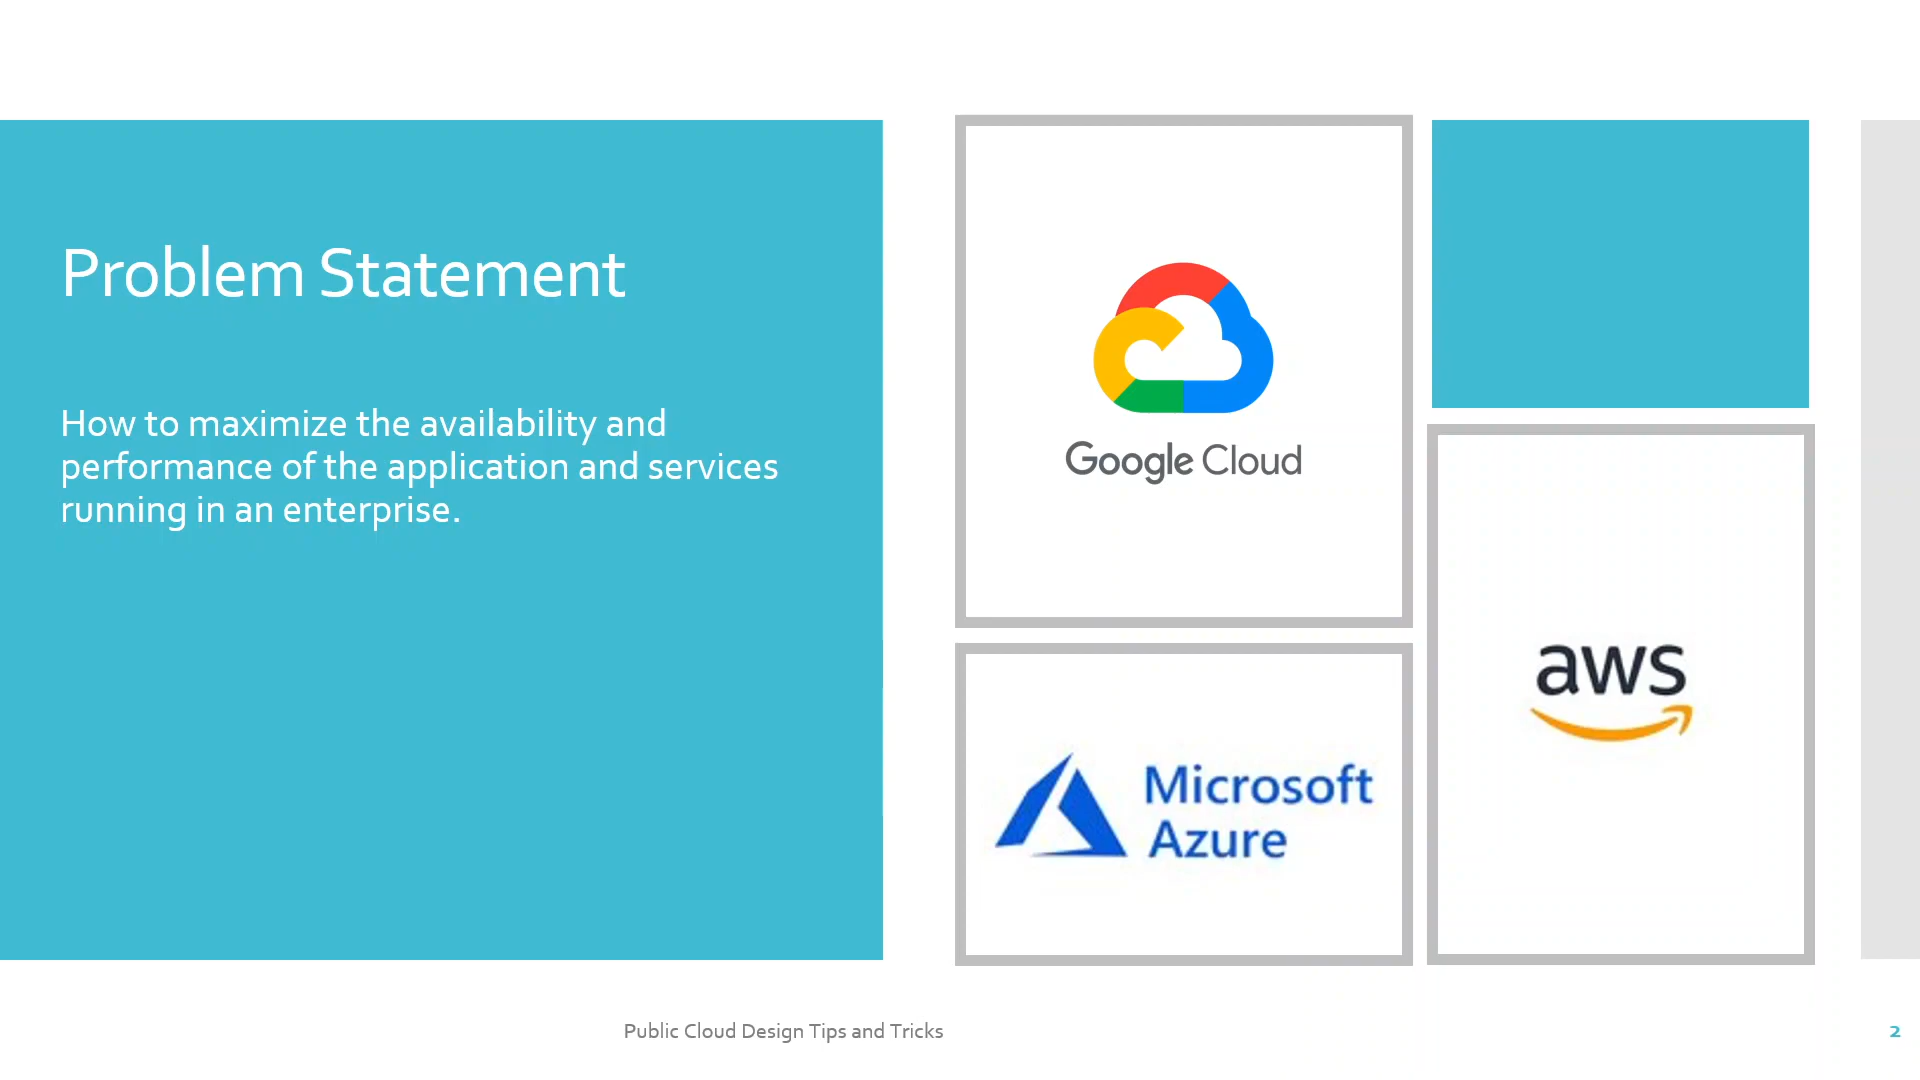 Problem Statement
How to maximize the availability and
performance of the application and services
running in an enterprise.
Google Cloud
aws
Microsoft
Azure
Public Cloud Design Tips and Tricks
2